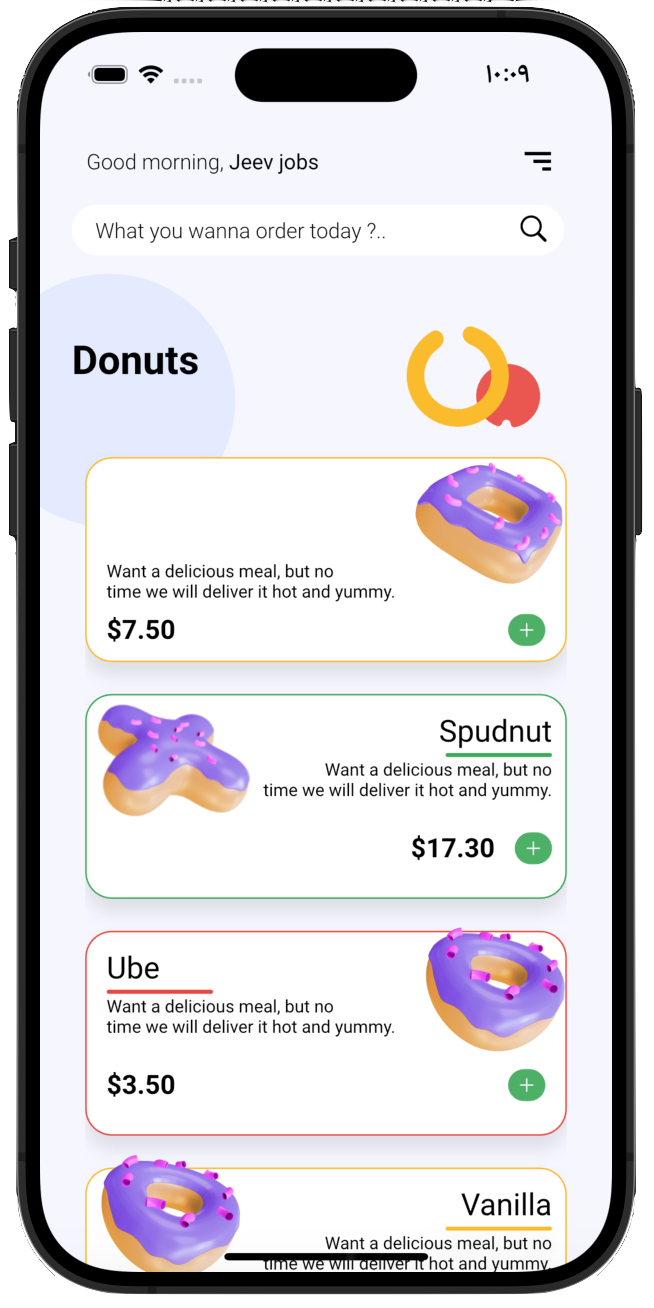 ١٠:٠٩
Good morning, Jeev jobs
What you wanna order today ?..
Donuts
Want a delicious meal, but no
time we will deliver it hot and yummy.
$7.50
Spudnut
Want a delicious meal, but no
time we will deliver it hot and yummy.
$17.30
Ube
Want a delicious meal, but no
time we will deliver it hot and yummy.
$3.50
Vanilla
Want a delicious meal, but no
time we will deliver it hot and yummy.